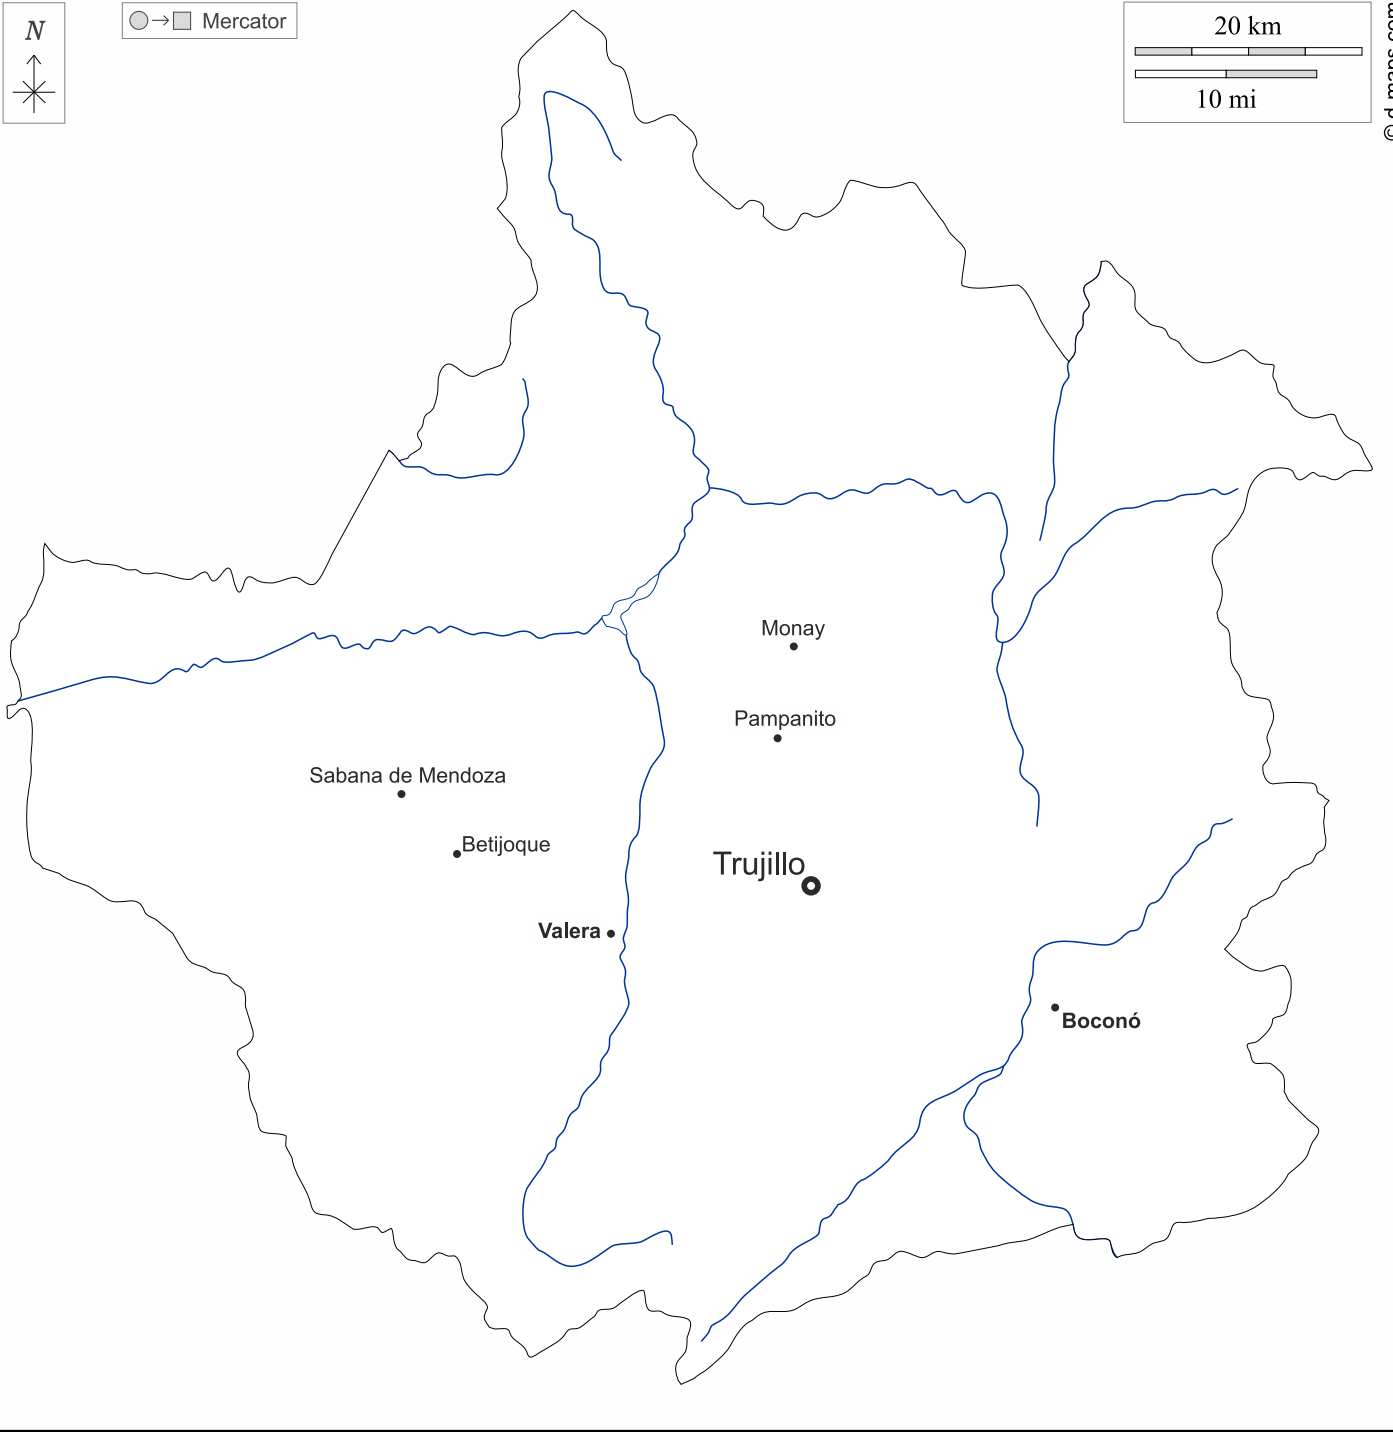 N
Mercator
20 km
10 mi
Monay
Pampanito
Sabana de Mendoza
Betijoque
Trujillo
Valera
Boconó